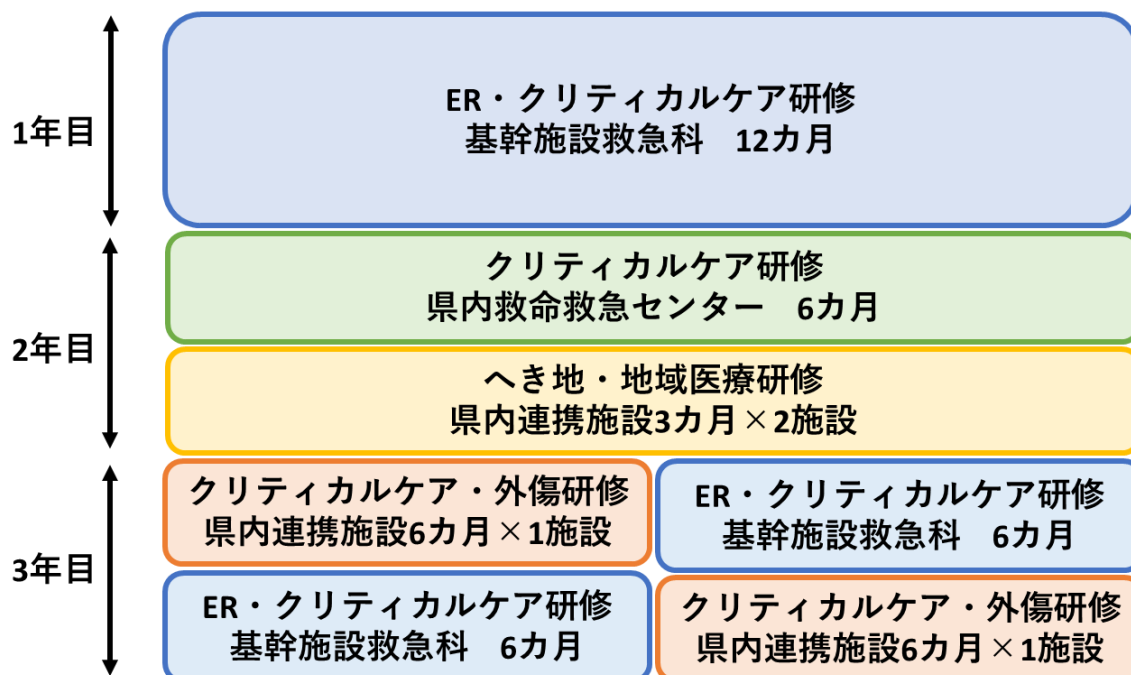 1年目
ER・クリティカルケア研修
基幹施設救急科　12カ月
2年目
クリティカルケア研修
県内救命救急センター　6カ月
へき地・地域医療研修
県内連携施設3カ月×2施設
3年目
クリティカルケア・外傷研修
県内連携施設6カ月×1施設
ER・クリティカルケア研修
基幹施設救急科　6カ月
ER・クリティカルケア研修
基幹施設救急科　6カ月
クリティカルケア・外傷研修
県内連携施設6カ月×1施設